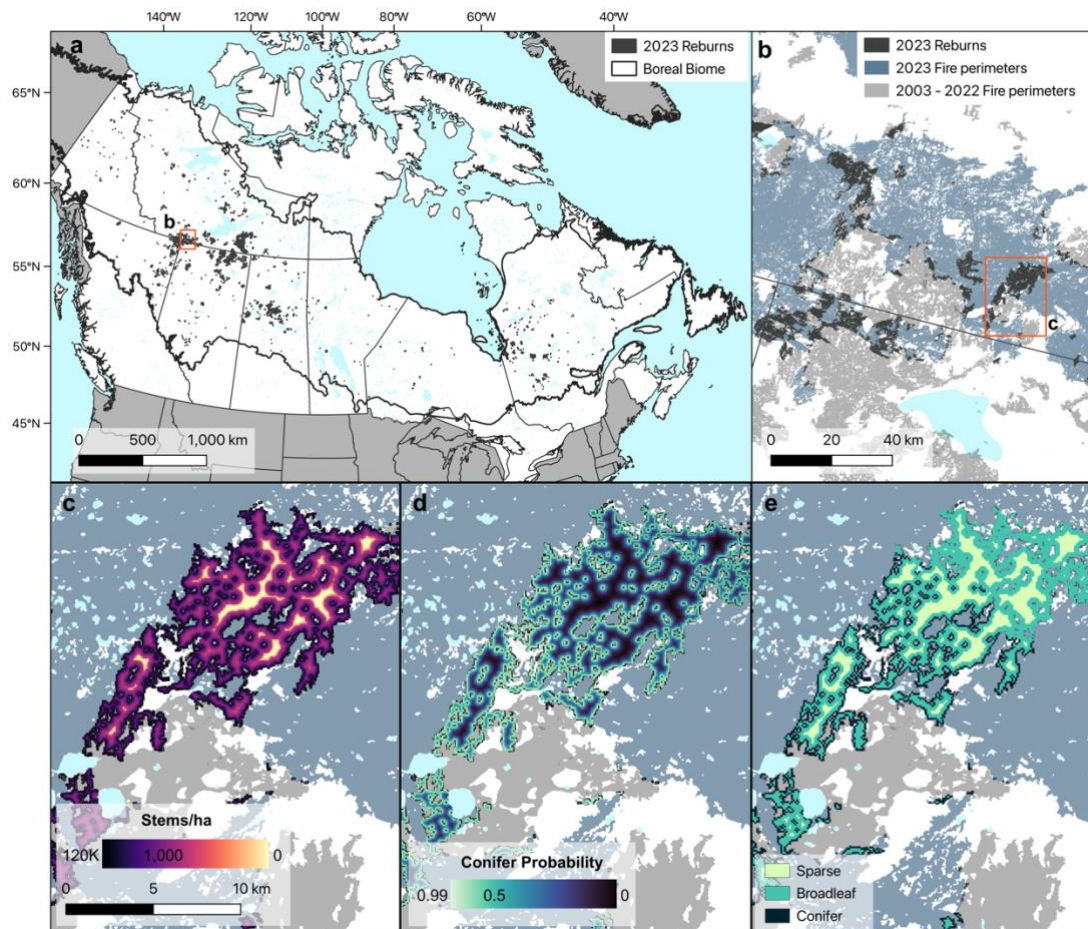 140°W 120°W 100°W 80°W 60°W 40°W
a
2023 Reburns
Boreal Biome
65°N
60°N
55°N
50°N
45°N
b
0 500 1,000 km
b
2023 Reburns
2023 Fire perimeters
2003 - 2022 Fire perimeters
c
0 20 40 km
c
Stems/ha
120K 1,000 0
0 5 10 km
d
Conifer Probability
0.99 0.5 0
e
Sparse
Broadleaf
Conifer